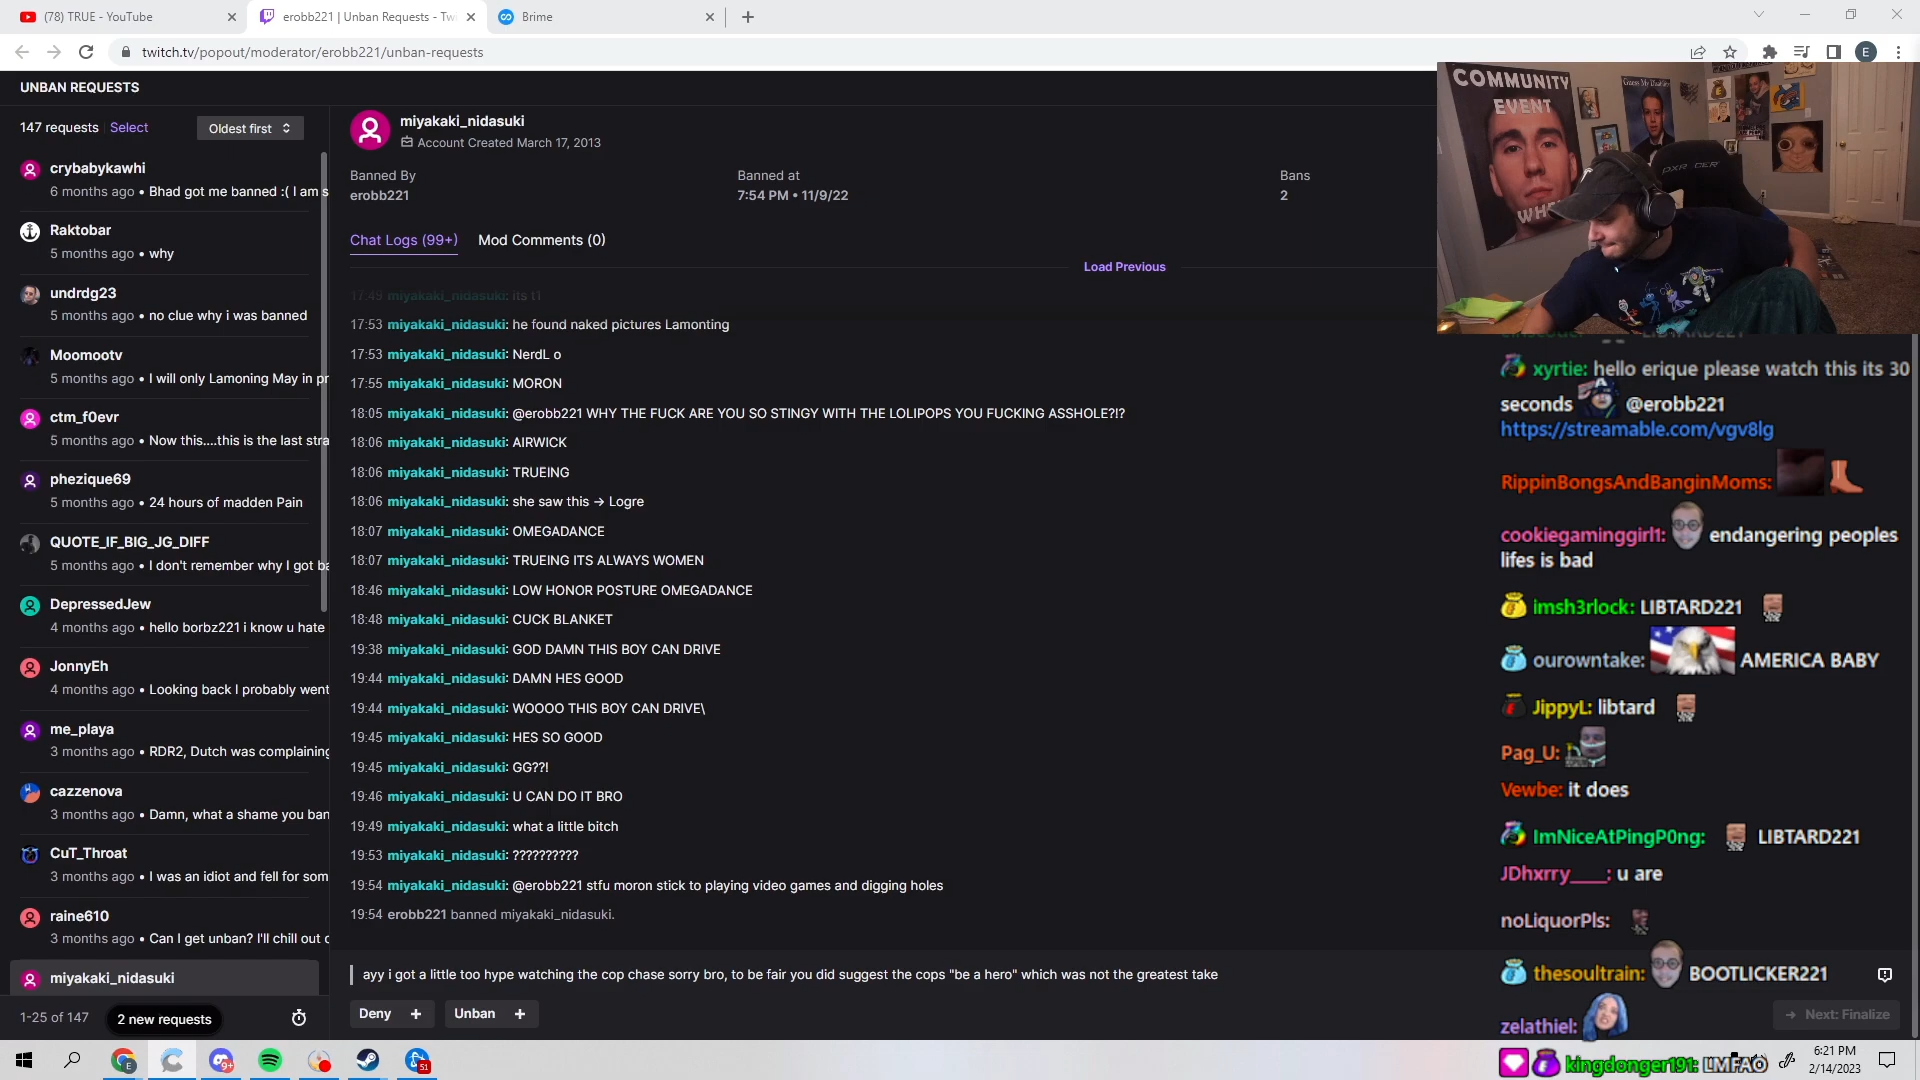 (78) TRUE - YouTube
erobb221 | Unban Requests - Tw
Brime
twitch.tv/popout/moderator/erobb221/unban-requests
E
UNBAN REQUESTS
147 requests
Select
Oldest first
crybabykawhi
6 months ago • Bhad got me banned :( I am s
Raktobar
5 months ago • why
undrdg23
5 months ago • no clue why i was banned
Moomootv
5 months ago • I will only Lamoning May in pr
ctm_f0evr
5 months ago • Now this....this is the last stra
phezique69
5 months ago • 24 hours of madden Pain
QUOTE_IF_BIG_JG_DIFF
5 months ago • I don't remember why I got ba
DepressedJew
4 months ago • hello borbz221 i know u hate
JonnyEh
4 months ago • Looking back I probably went
me_playa
3 months ago • RDR2, Dutch was complaining
cazzenova
3 months ago • Damn, what a shame you ban
CuT_Throat
3 months ago • I was an idiot and fell for som
raine610
3 months ago • Can I get unban? I'll chill out
miyakaki_nidasuki
1-25 of 147
2 new requests
miyakaki_nidasuki
Account Created March 17, 2013
Banned By
erobb221
Banned at
7:54 PM • 11/9/22
Bans
2
Chat Logs (99+)
Mod Comments (0)
Load Previous
17:49 miyakaki_nidasuki: its t1
17:53 miyakaki_nidasuki: he found naked pictures Lamonting
17:53 miyakaki_nidasuki: NerdL o
17:55 miyakaki_nidasuki: MORON
18:05 miyakaki_nidasuki: @erobb221 WHY THE FUCK ARE YOU SO STINGY WITH THE LOLIPOPS YOU FUCKING ASSHOLE?!?
18:06 miyakaki_nidasuki: AIRWICK
18:06 miyakaki_nidasuki: TRUEING
18:06 miyakaki_nidasuki: she saw this -> Logre
18:07 miyakaki_nidasuki: OMEGADANCE
18:07 miyakaki_nidasuki: TRUEING ITS ALWAYS WOMEN
18:46 miyakaki_nidasuki: LOW HONOR POSTURE OMEGADANCE
18:48 miyakaki_nidasuki: CUCK BLANKET
19:38 miyakaki_nidasuki: GOD DAMN THIS BOY CAN DRIVE
19:44 miyakaki_nidasuki: DAMN HES GOOD
19:44 miyakaki_nidasuki: WOOOO THIS BOY CAN DRIVE\
19:45 miyakaki_nidasuki: HES SO GOOD
19:45 miyakaki_nidasuki: GG??!
19:46 miyakaki_nidasuki: U CAN DO IT BRO
19:49 miyakaki_nidasuki: what a little bitch
19:53 miyakaki_nidasuki: ??????????
19:54 miyakaki_nidasuki: @erobb221 stfu moron stick to playing video games and digging holes
19:54 erobb221 banned miyakaki_nidasuki.
ayy i got a little too hype watching the cop chase sorry bro, to be fair you did suggest the cops "be a hero" which was not the greatest take
Deny +
Unban +
Next: Finalize
COMMUNITY
EVENT
DXRACER
xyrtie: hello erique please watch this its 30
seconds @erobb221
https://streamable.com/vgv8lg
RippinBongsAndBanginMoms:
cookiegaminggirl1: endangering peoples
lifes is bad
imsh3rlock: LIBTARD221
ourowntake: AMERICA BABY
JippyL: libtard
Pag_U:
Vewbe: it does
ImNiceAtPingP0ng: LIBTARD221
JDhxrry____: u are
noLiquorPls:
thesoultrain: BOOTLICKER221
zelathiel:
kingdonger191: LMFAO
9+
51
6:21 PM
2/14/2023